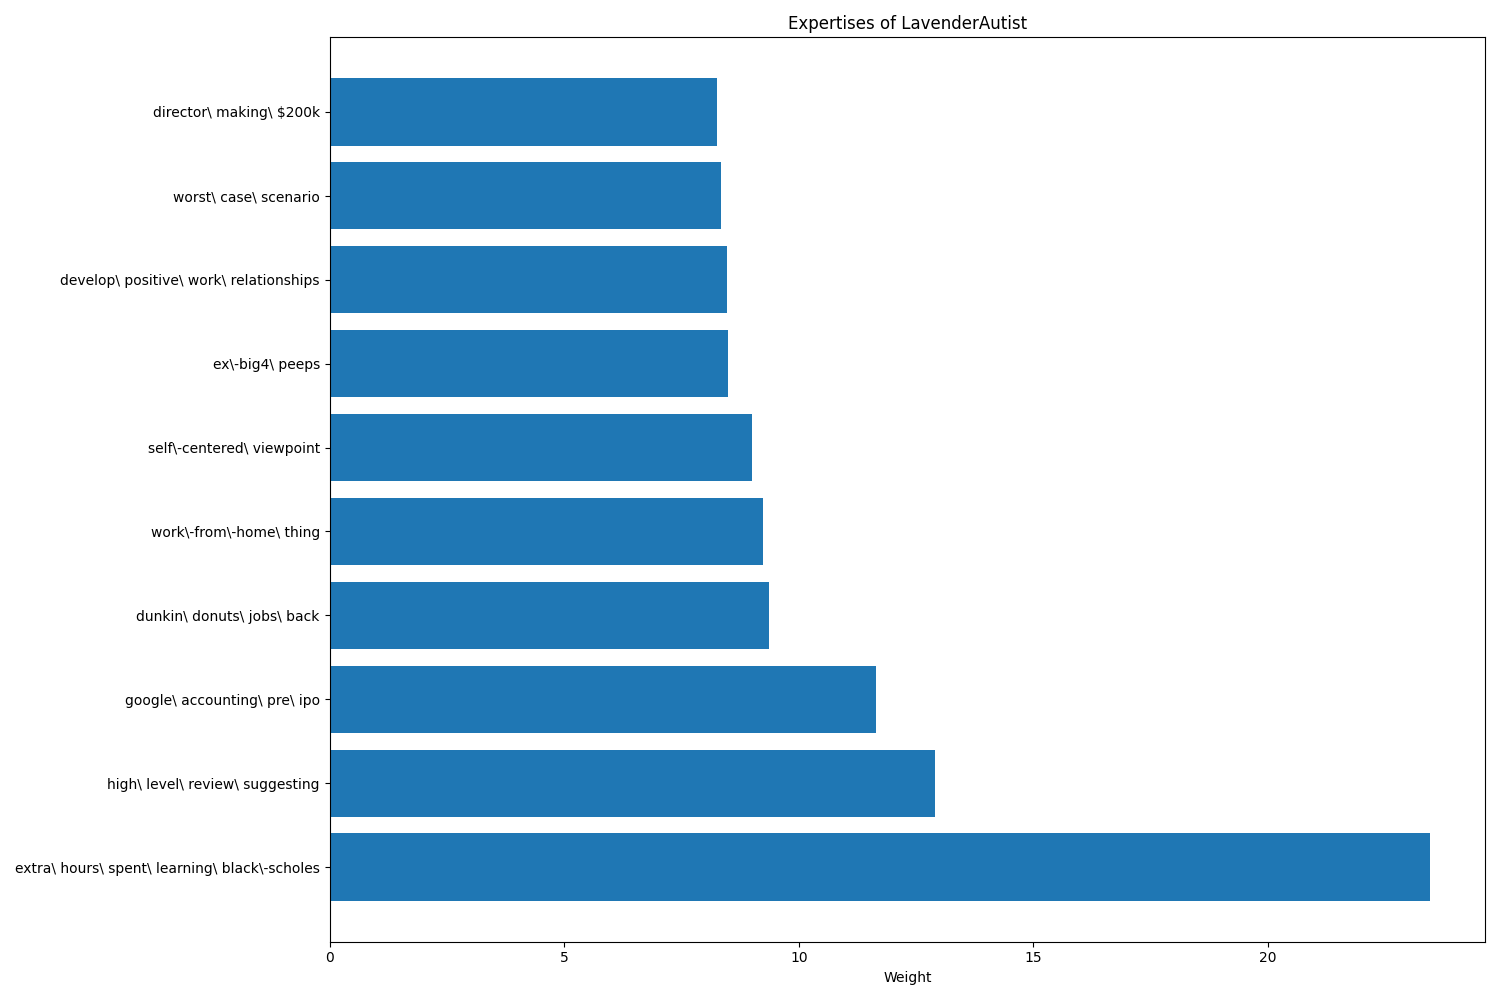 Expertises of LavenderAutist
director\ making\ $200k
worst\ case\ scenario
develop\ positive\ work\ relationships
ex\-big4\ peeps
self\-centered\ viewpoint
work\-from\-home\ thing
dunkin\ donuts\ jobs\ back
google\ accounting\ pre\ ipo
high\ level\ review\ suggesting
extra\ hours\ spent\ learning\ black\-scholes
0 5 10 15 20
Weight